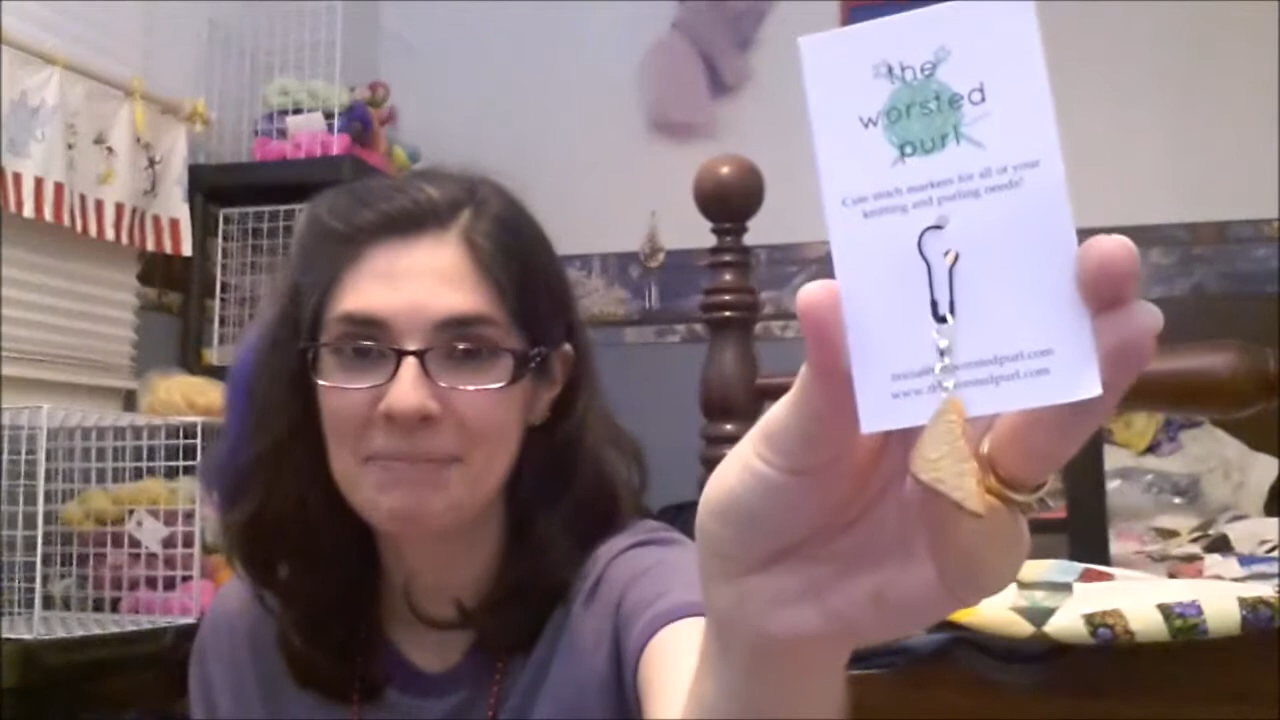 the
worsted
purl
Cute stitch markers for all of your
knitting and purling needs!
www.theworstedpurl.com